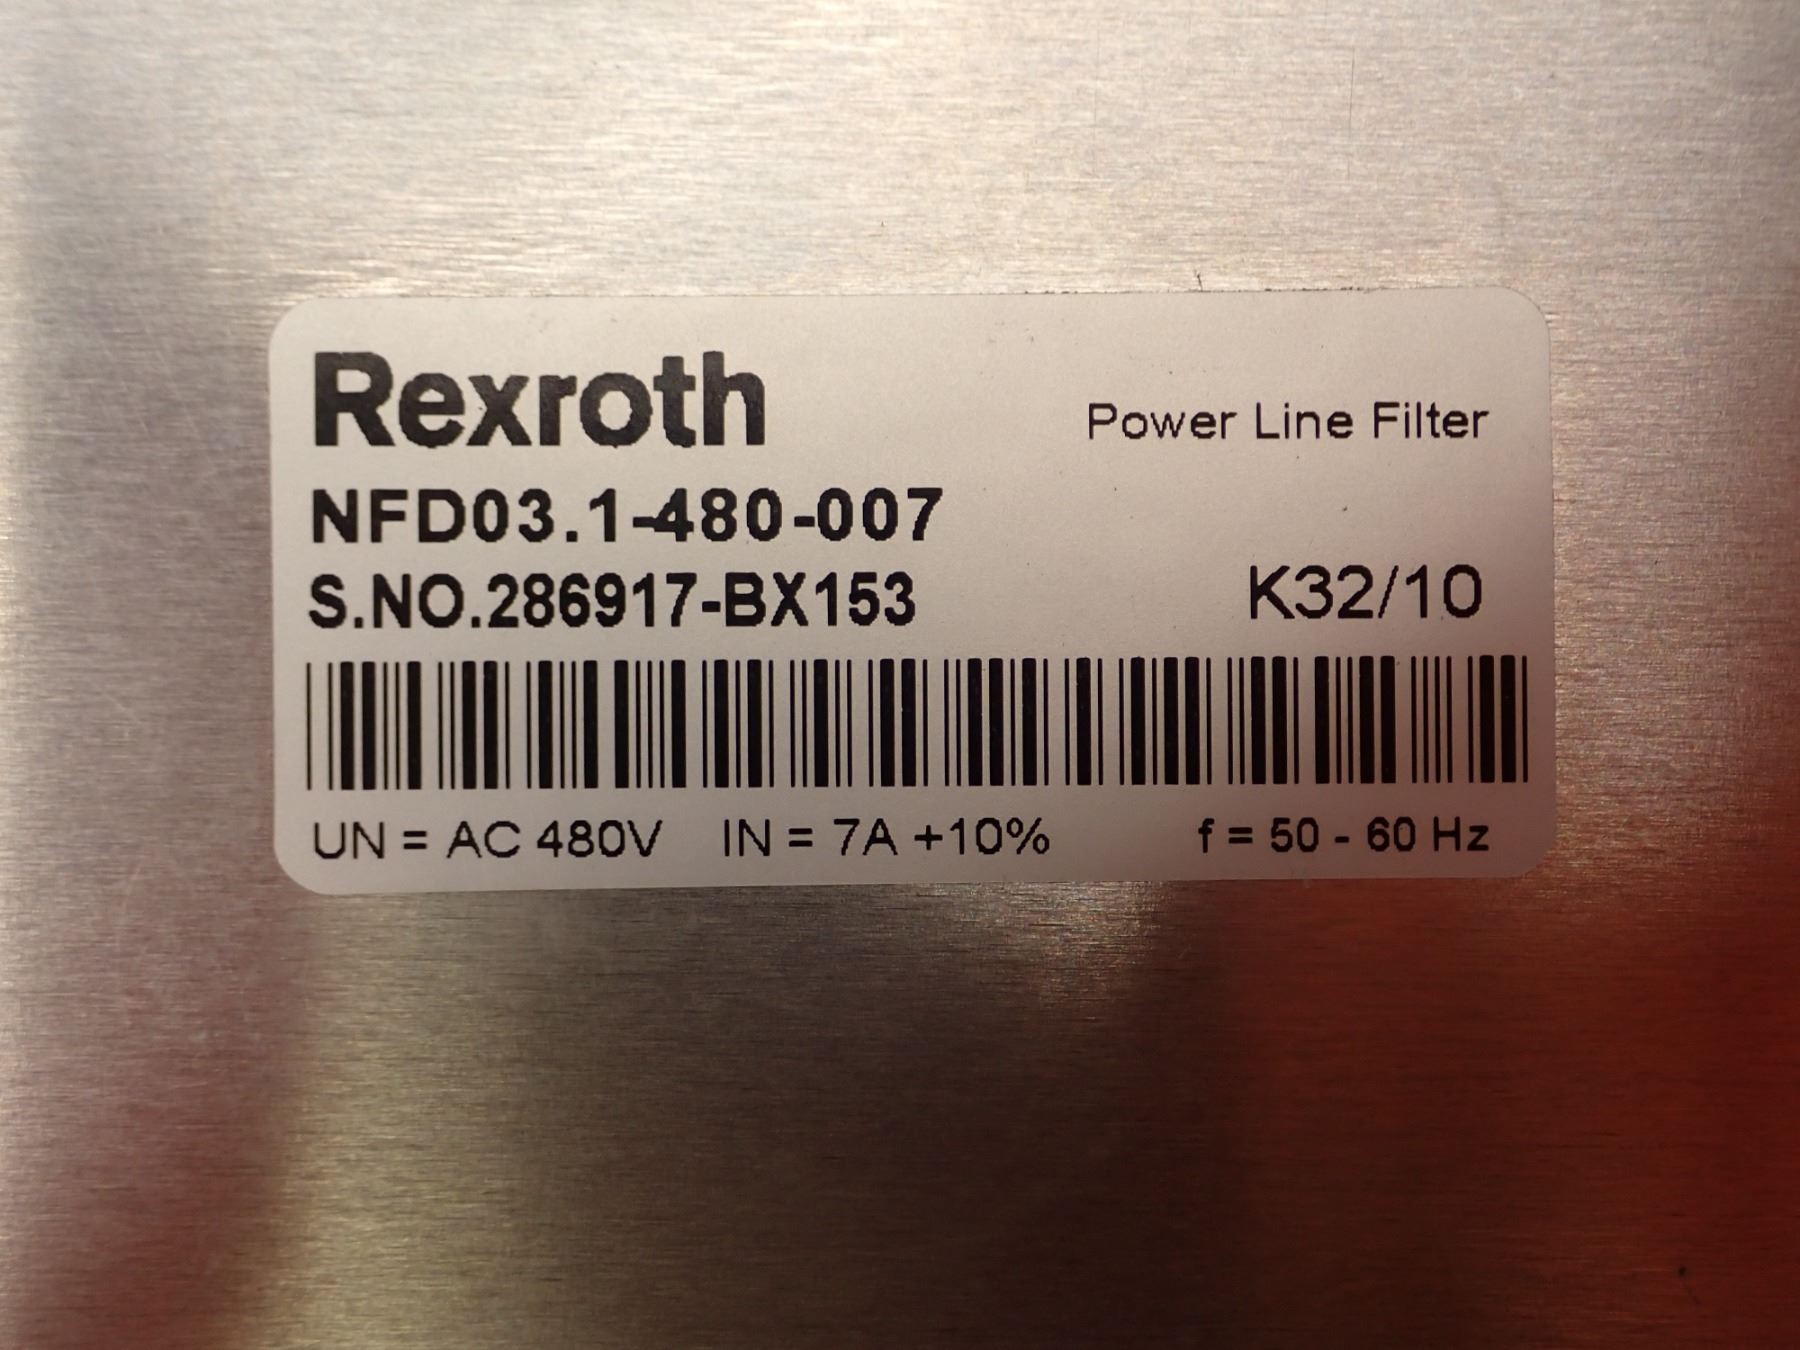 Rexroth
Power Line Filter
NFD03.1-480-007
S.NO.286917-BX153
K32/10
UN = AC 480V IN = 7A +10% f = 50 - 60 Hz